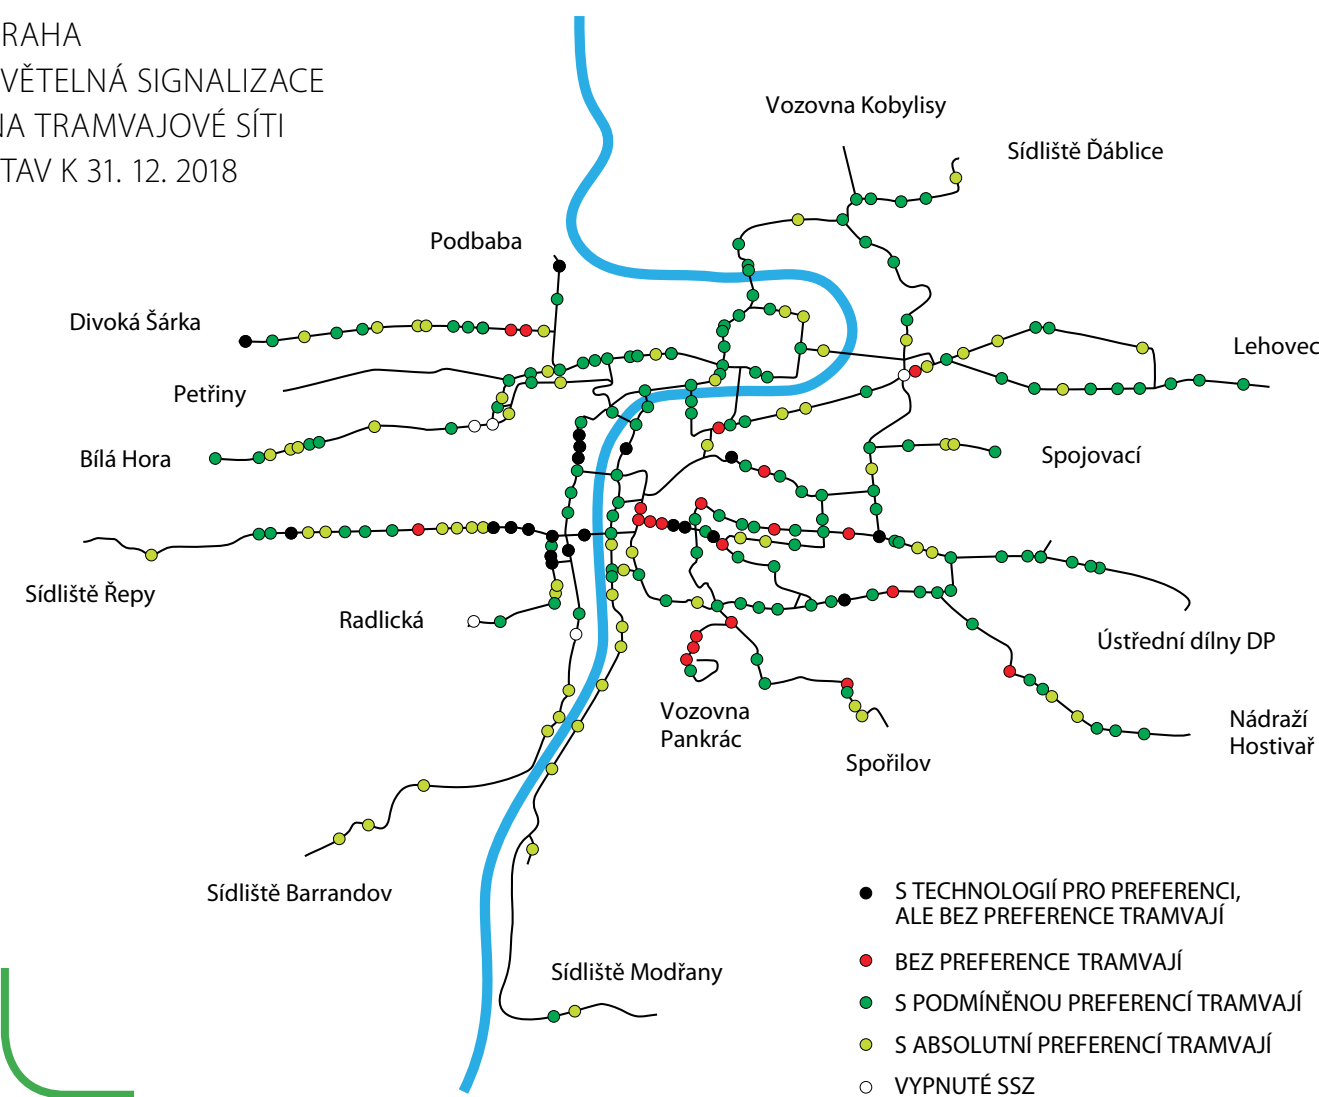 RAHA
VĚTELNÁ SIGNALIZACE
NA TRAMVAJOVÉ SÍTI
TAV K 31. 12. 2018
Vozovna Kobylisy
Sídliště Ďáblice
Podbaba
Divoká Šárka
Lehovec
Petřiny
Bílá Hora
Spojovací
Sídliště Řepy
Radlická
Ústřední dílny DP
Vozovna
Pankrác
Nádraží
Hostivař
Spořilov
Sídliště Barrandov
Sídliště Modřany
S TECHNOLOGIÍ PRO PREFERENCI,
ALE BEZ PREFERENCE TRAMVAJÍ
BEZ PREFERENCE TRAMVAJÍ
S PODMÍNĚNOU PREFERENCÍ TRAMVAJÍ
S ABSOLUTNÍ PREFERENCÍ TRAMVAJÍ
VYPNUTÉ SSZ